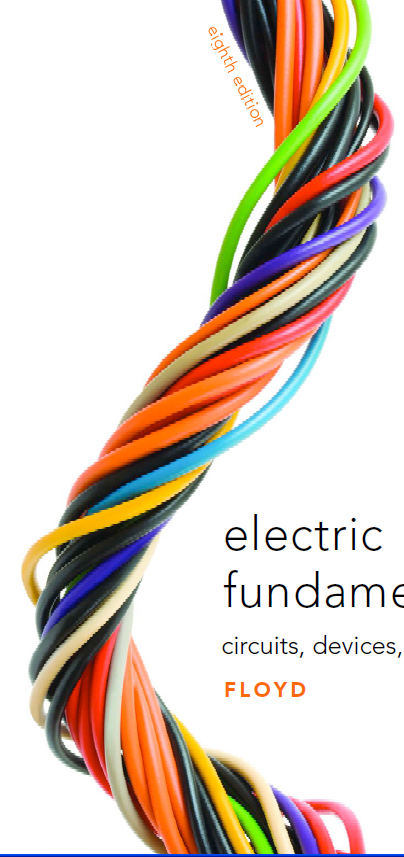 eighth edition
electric
fundame
circuits, devices,
FLOYD